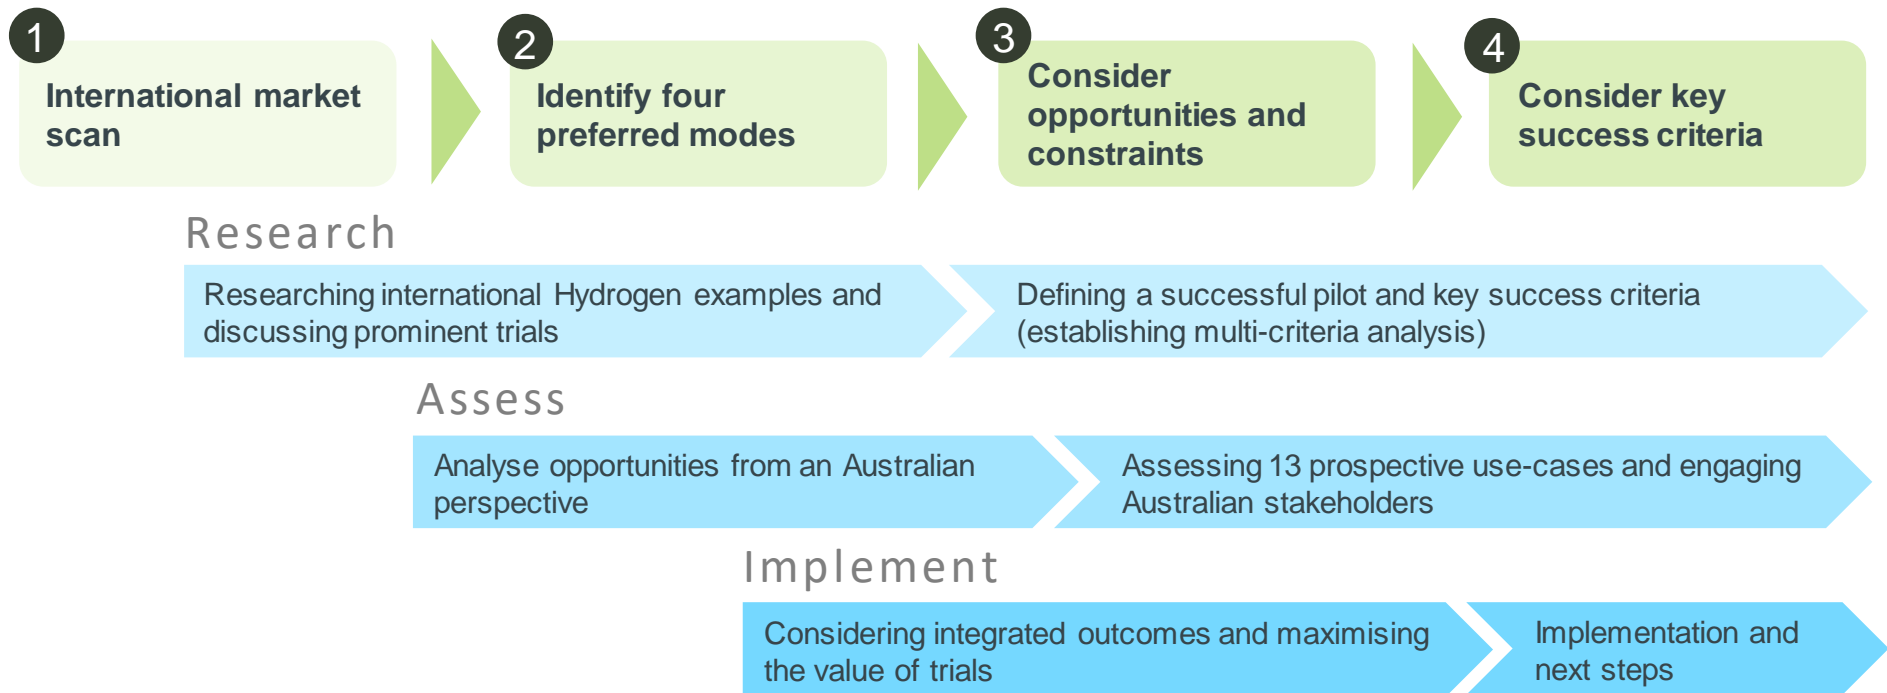 1
International market
scan
2
Identify four
preferred modes
3
Consider
opportunities and
constraints
4
Consider key
success criteria
Research
Researching international Hydrogen examples and
discussing prominent trials
Defining a successful pilot and key success criteria
(establishing multi-criteria analysis)
Assess
Analyse opportunities from an Australian
perspective
Assessing 13 prospective use-cases and engaging
Australian stakeholders
Implement
Considering integrated outcomes and maximising
the value of trials
Implementation and
next steps